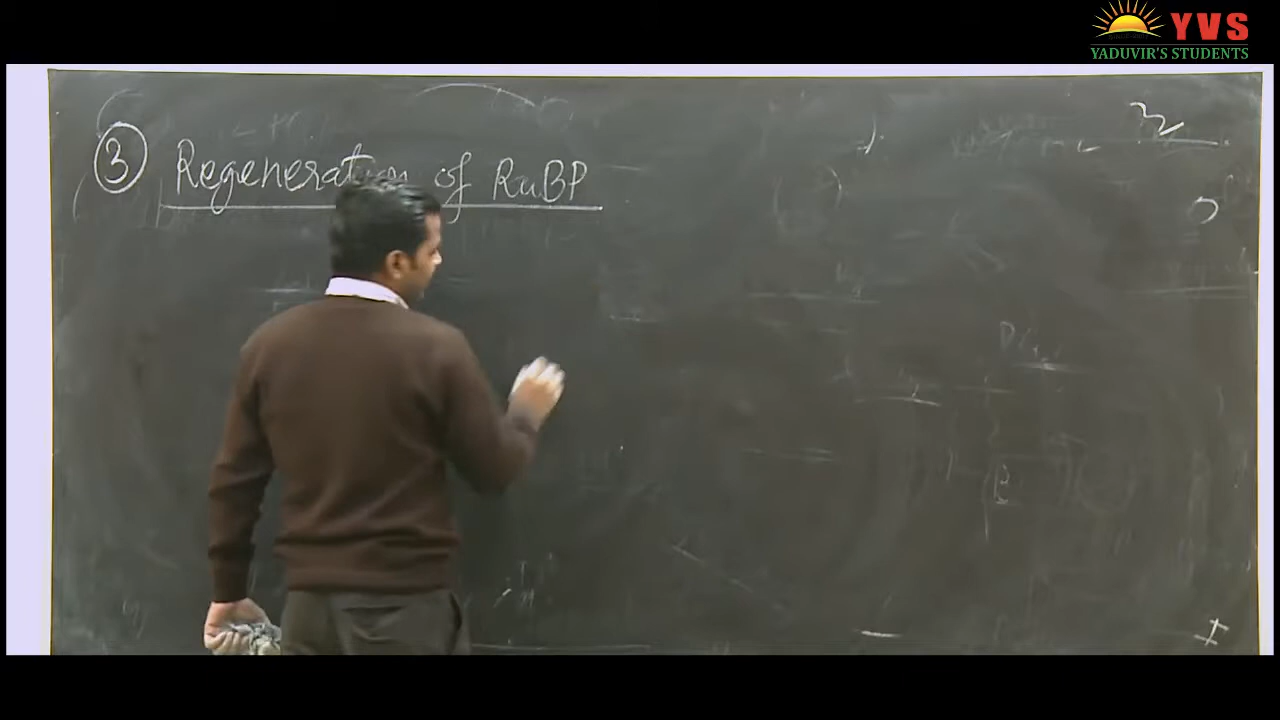 YVS
YADUVIR'S STUDENTS
③ Regeneration of RuBP